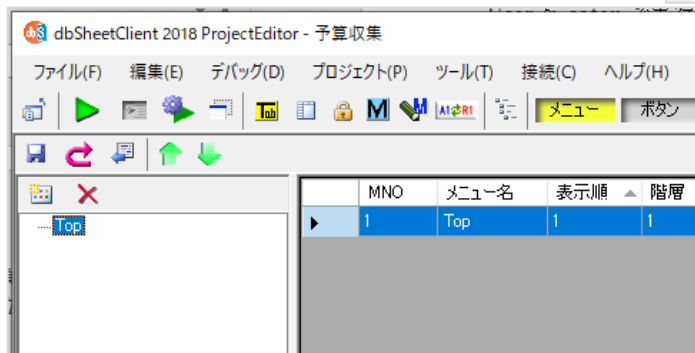 dbSheetClient 2018 ProjectEditor - 予算収集
ファイル(F) 編集(E) デバッグ(D) プロジェクト(P) ツール(T) 接続(C) ヘルプ(H)
Tab M M A1⇄R1 メニュー ボタン
MNO メニュー名 表示順 階層
Top
1 Top 1 1